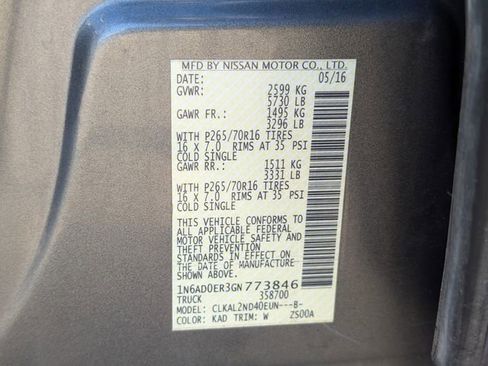 MFD BY NISSAN MOTOR CO., LTD.
DATE: 05/16
GVWR: 2599 KG
5730 LB
GAWR FR.: 1495 KG
3296 LB
WITH P265/70R16 TIRES
16 X 7.0 RIMS AT 35 PSI
COLD SINGLE
GAWR RR.: 1511 KG
3331 LB
WITH P265/70R16 TIRES
16 X 7.0 RIMS AT 35 PSI
COLD SINGLE
THIS VEHICLE CONFORMS TO
ALL APPLICABLE FEDERAL
MOTOR VEHICLE SAFETY AND
THEFT PREVENTION
STANDARDS IN EFFECT ON
THE DATE OF MANUFACTURE
SHOWN ABOVE.
1N6AD0ER3GN773846
TRUCK 358700
MODEL: CLKAL2ND40EUN---B-
COLOR: KAD TRIM: W ZS00A